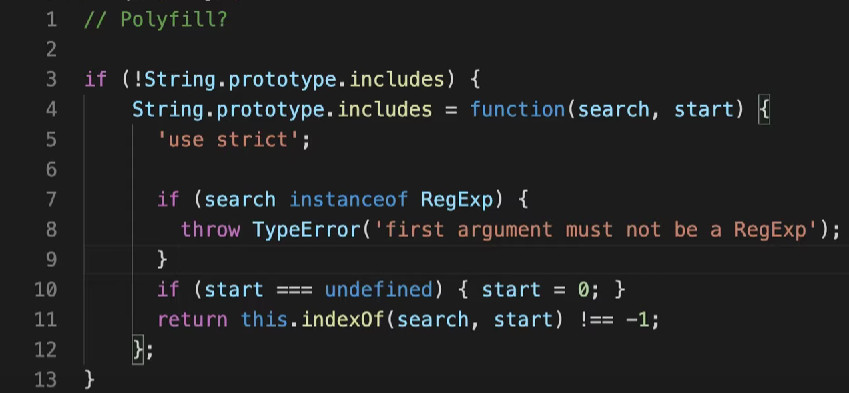 1 // Polyfill?
2
3 if (!String.prototype.includes) {
4 String.prototype.includes = function(search, start) {
5 'use strict';
6
7 if (search instanceof RegExp) {
8 throw TypeError('first argument must not be a RegExp');
9 }
10 if (start === undefined) { start = 0; }
11 return this.indexOf(search, start) !== -1;
12 };
13 }